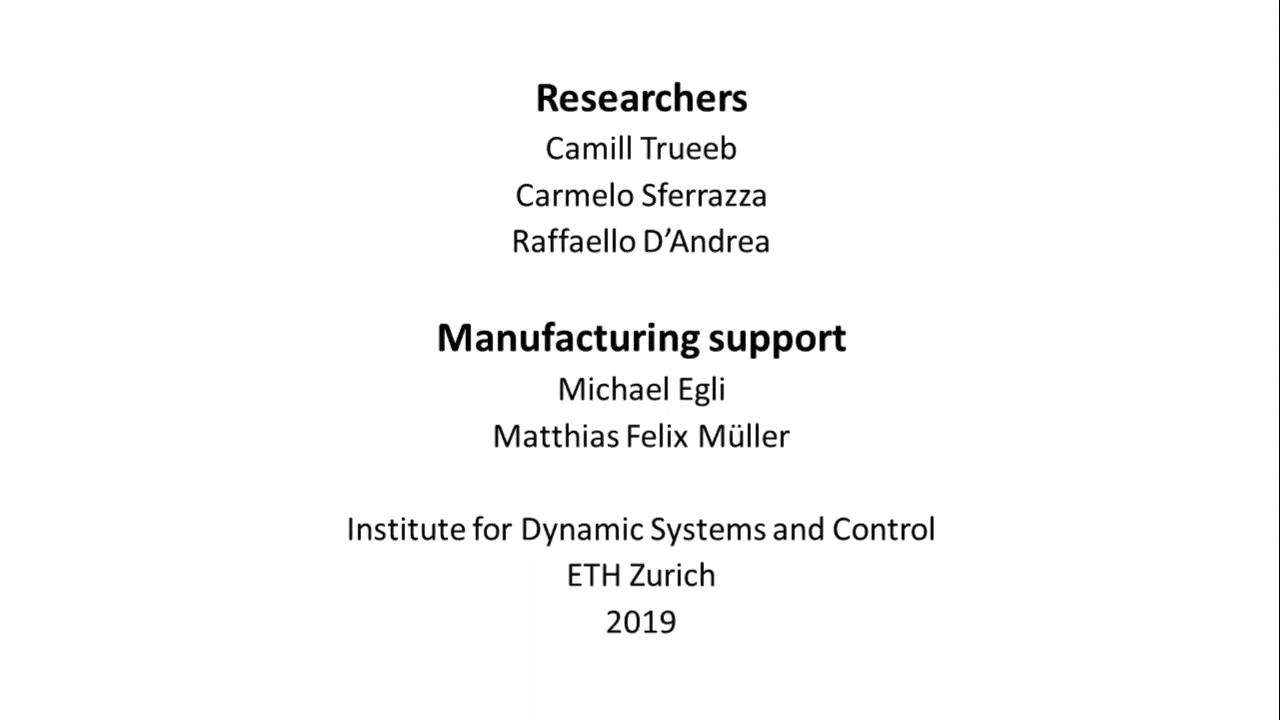 Researchers
Camill Trueeb
Carmelo Sferrazza
Raffaello D’Andrea
Manufacturing support
Michael Egli
Matthias Felix Müller
Institute for Dynamic Systems and Control
ETH Zurich
2019